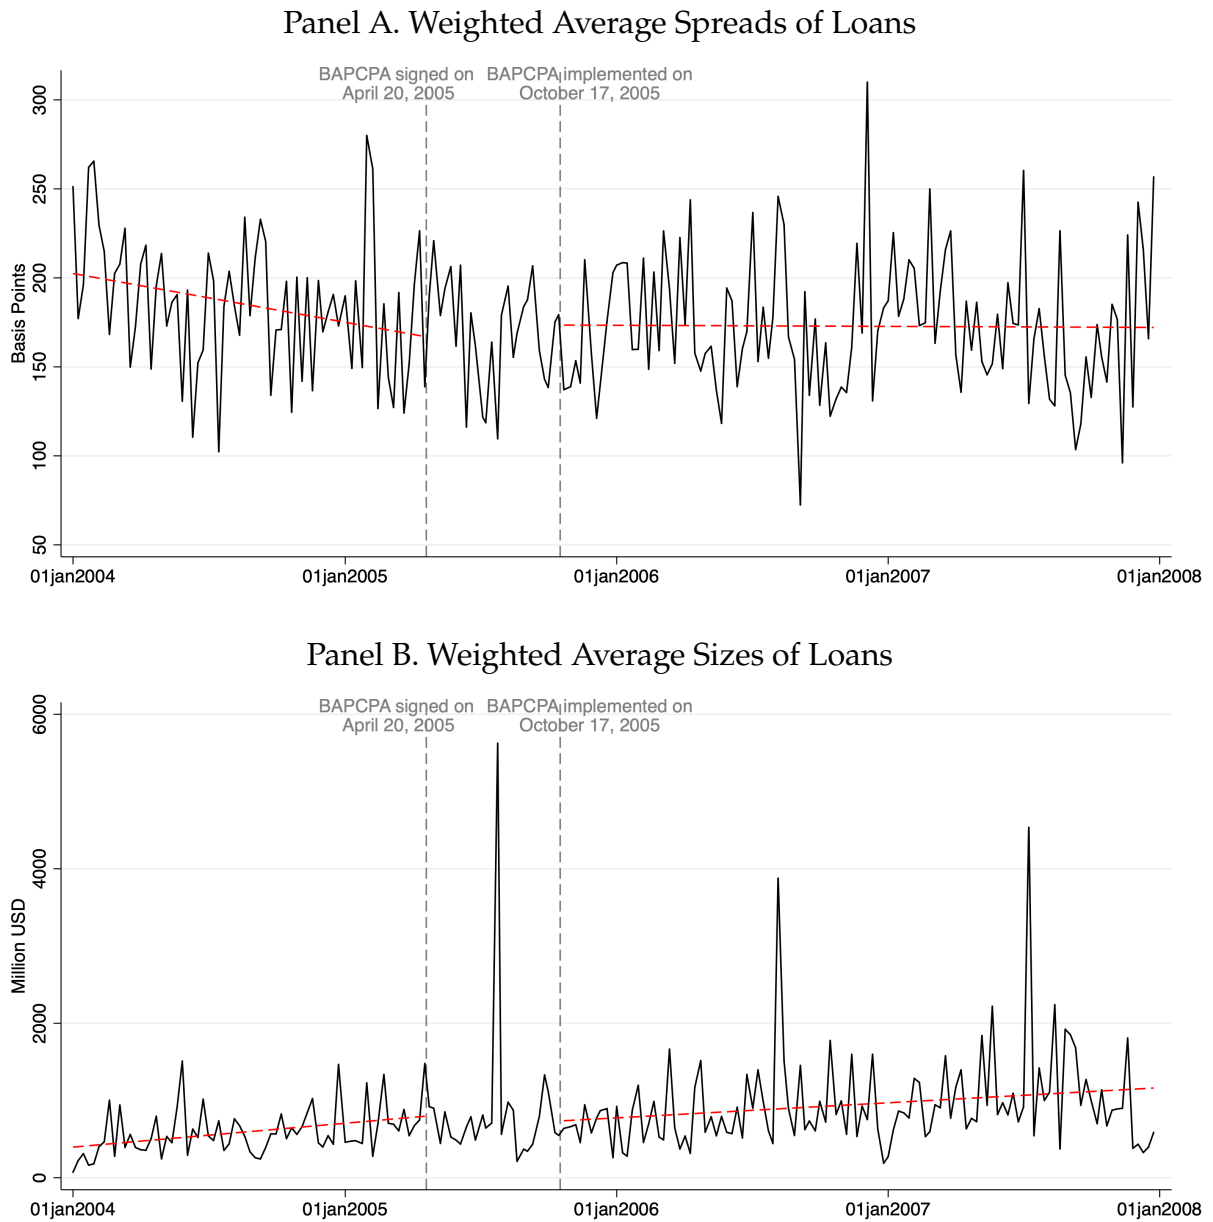 Panel A. Weighted Average Spreads of Loans
BAPCPA signed on
April 20, 2005
BAPCPA implemented on
October 17, 2005
300
250
200
150
100
50
Basis Points
01jan2004
01jan2005
01jan2006
01jan2007
01jan2008
Panel B. Weighted Average Sizes of Loans
BAPCPA signed on
April 20, 2005
BAPCPA implemented on
October 17, 2005
6000
4000
2000
0
Million USD
01jan2004
01jan2005
01jan2006
01jan2007
01jan2008